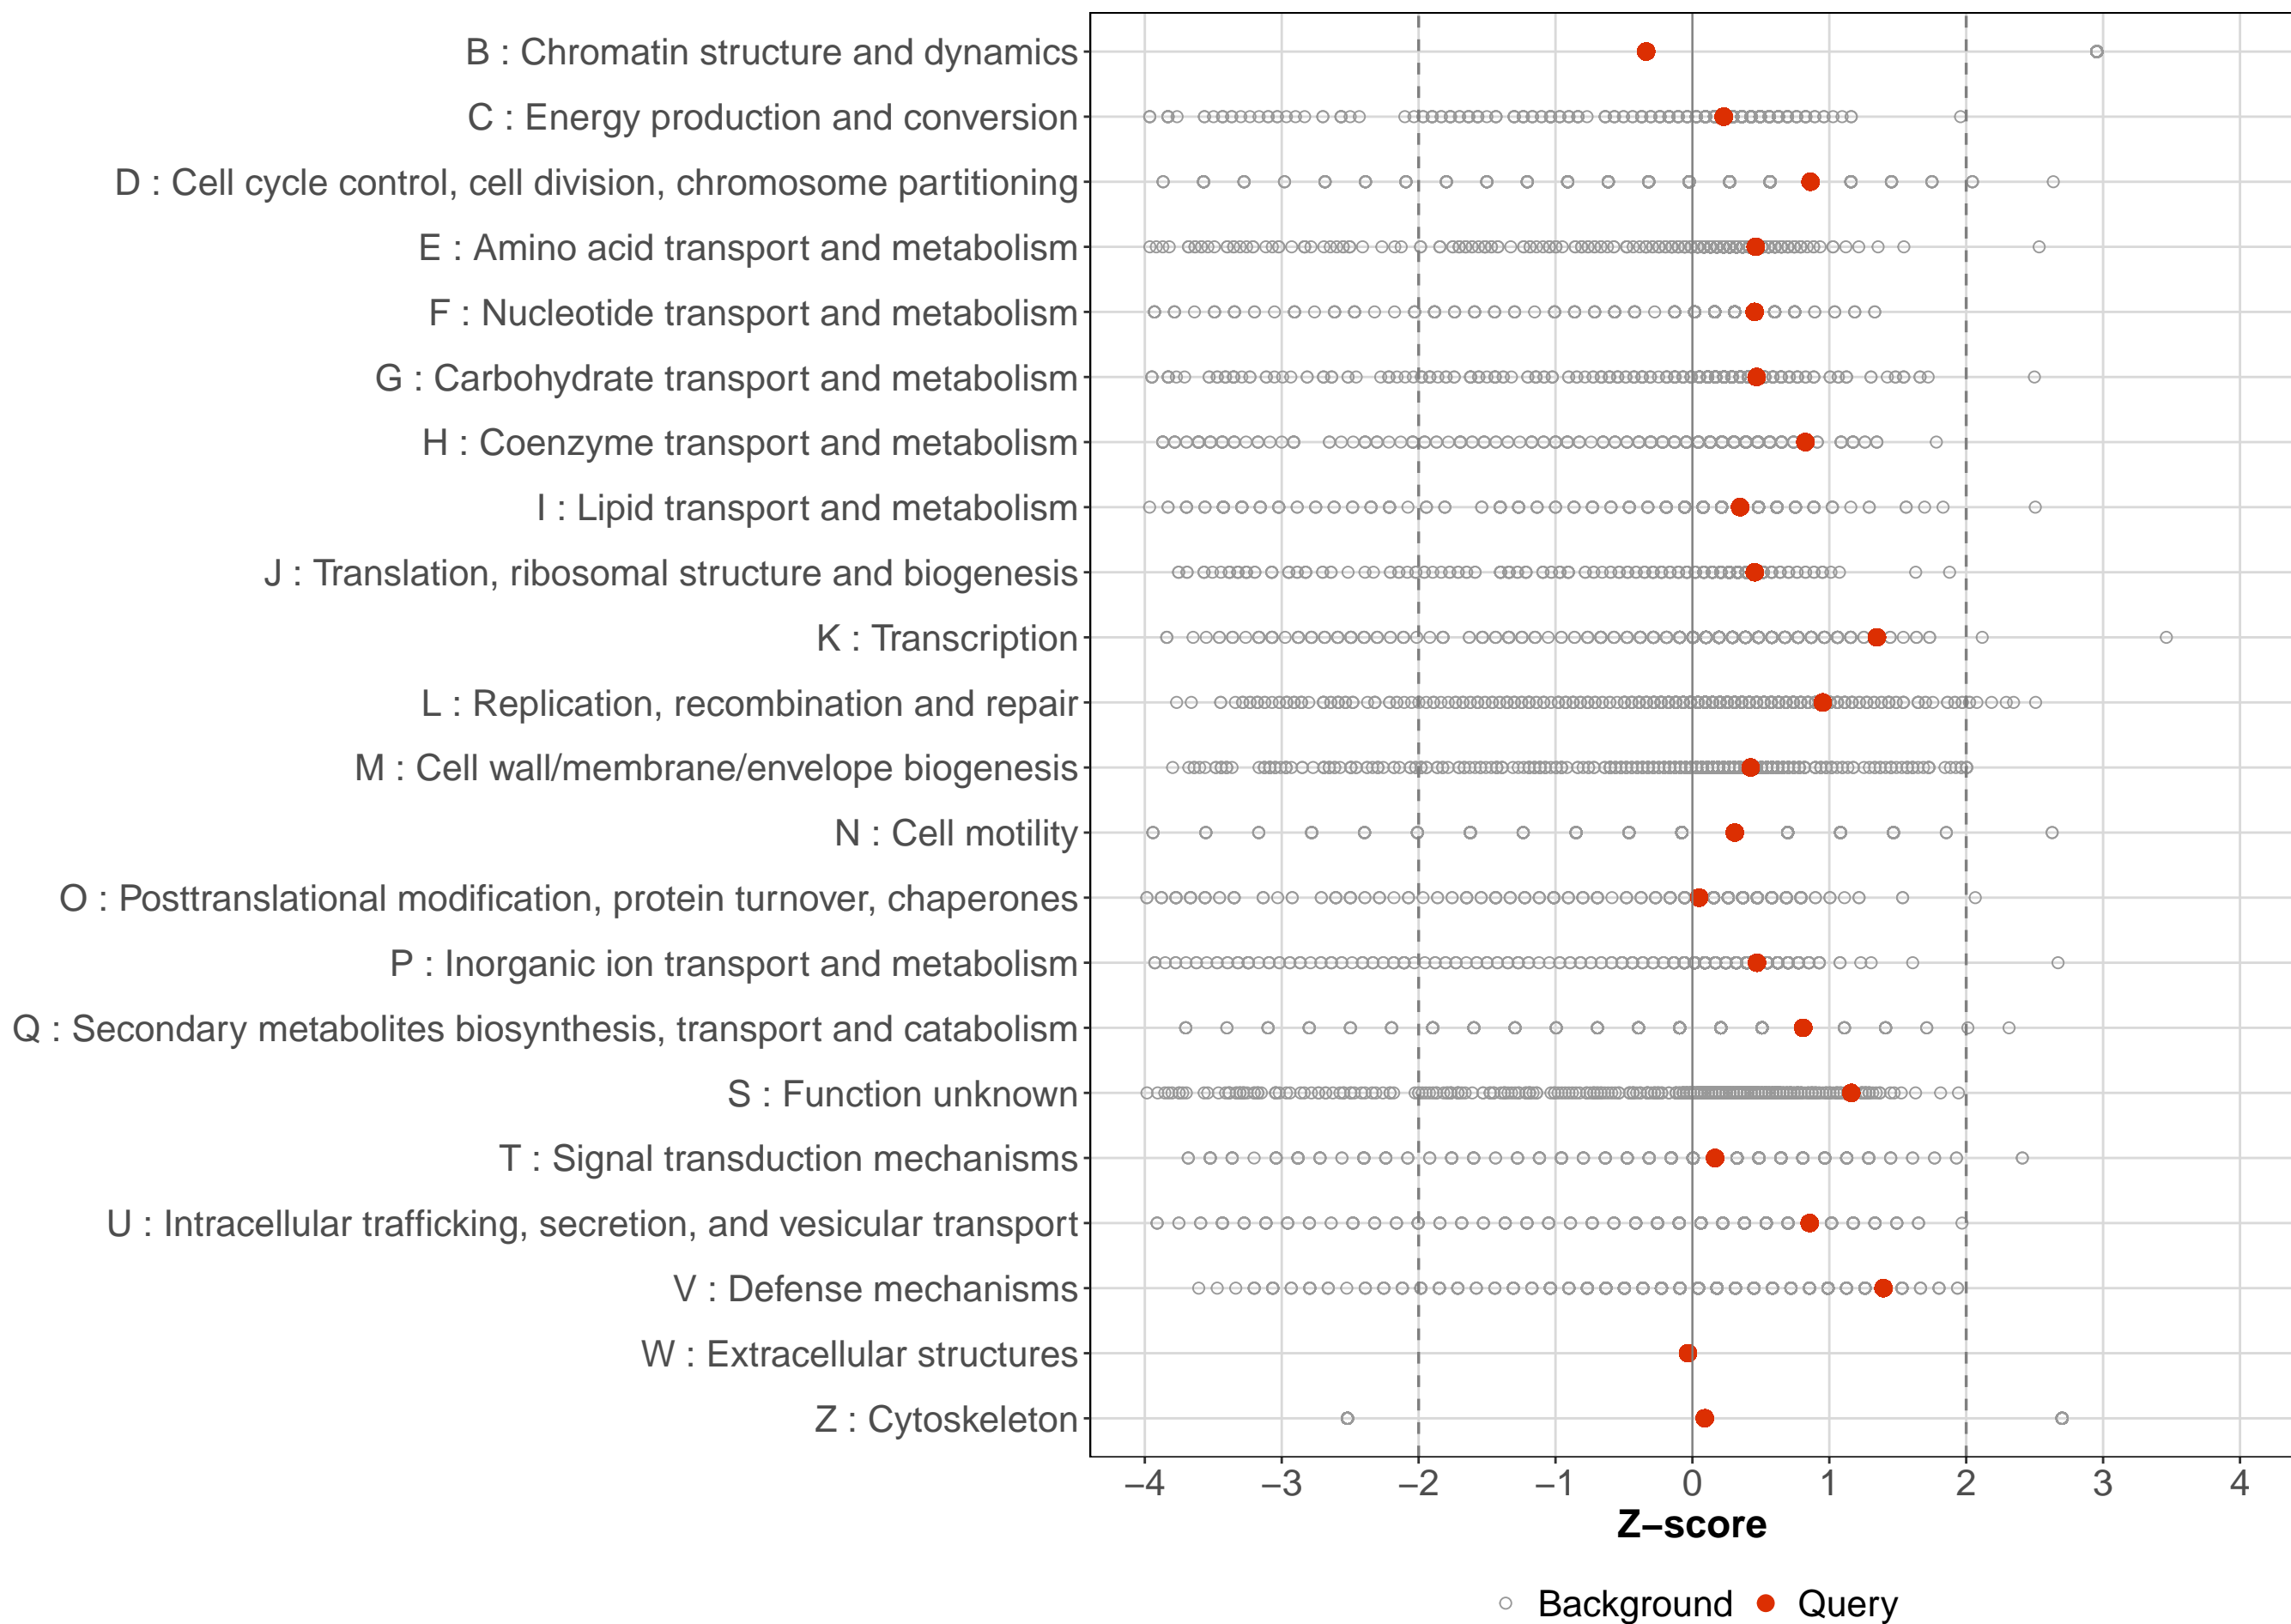 B : Chromatin structure and dynamics
C : Energy production and conversion
D : Cell cycle control, cell division, chromosome partitioning
E : Amino acid transport and metabolism
F : Nucleotide transport and metabolism
G : Carbohydrate transport and metabolism
H : Coenzyme transport and metabolism
I : Lipid transport and metabolism
J : Translation, ribosomal structure and biogenesis
K : Transcription
L : Replication, recombination and repair
M : Cell wall/membrane/envelope biogenesis
N : Cell motility
O : Posttranslational modification, protein turnover, chaperones
P : Inorganic ion transport and metabolism
Q : Secondary metabolites biosynthesis, transport and catabolism
S : Function unknown
T : Signal transduction mechanisms
U : Intracellular trafficking, secretion, and vesicular transport
V : Defense mechanisms
W : Extracellular structures
Z : Cytoskeleton
−4 −3 −2 −1 0 1 2 3 4
Z−score
Background Query